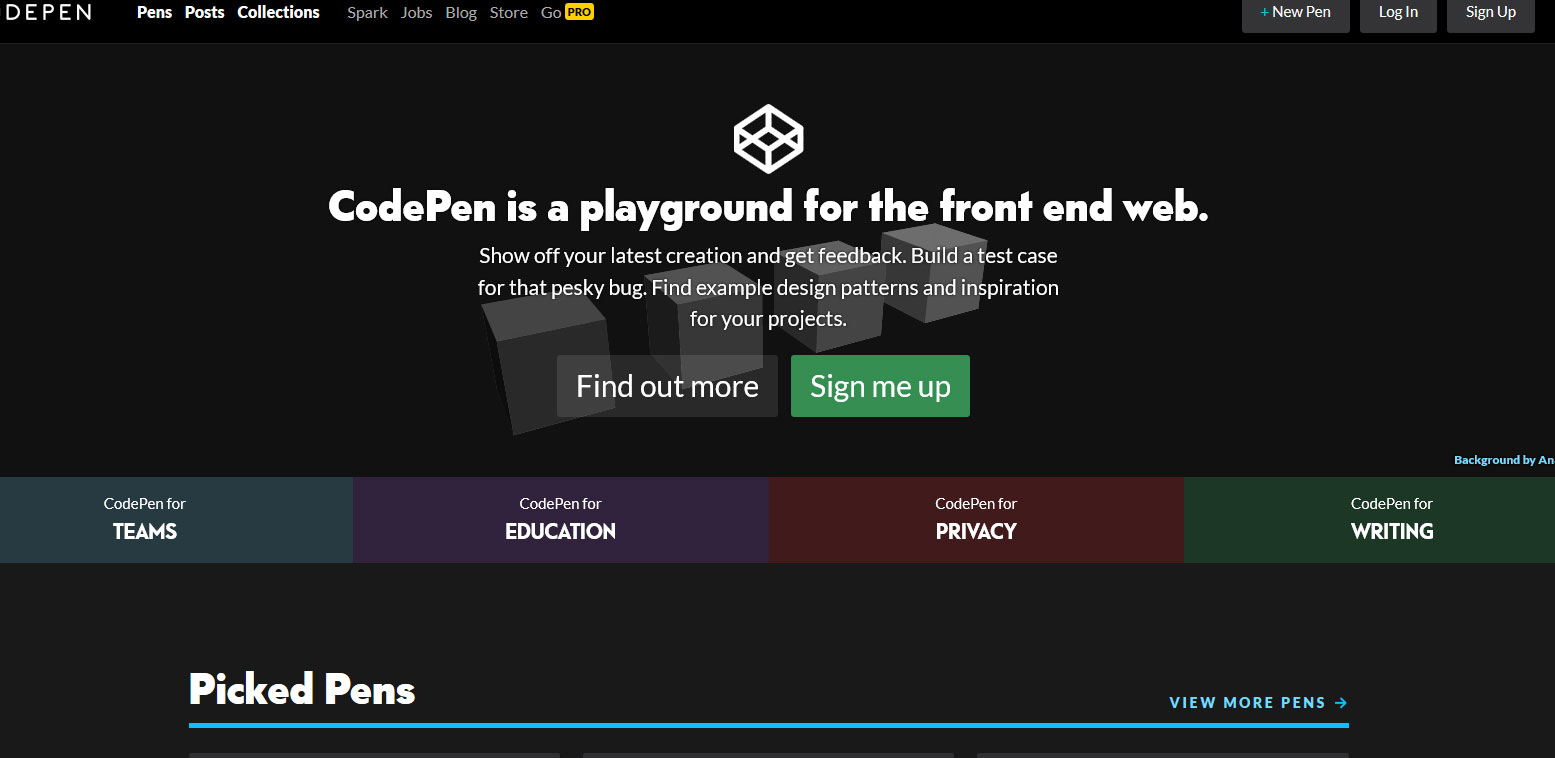 DEPEN
Pens Posts Collections Spark Jobs Blog Store Go PRO
+ New Pen Log In Sign Up
CodePen is a playground for the front end web.
Show off your latest creation and get feedback. Build a test case
for that pesky bug. Find example design patterns and inspiration
for your projects.
Find out more Sign me up
Background by An
CodePen for
TEAMS
CodePen for
EDUCATION
CodePen for
PRIVACY
CodePen for
WRITING
Picked Pens
VIEW MORE PENS →